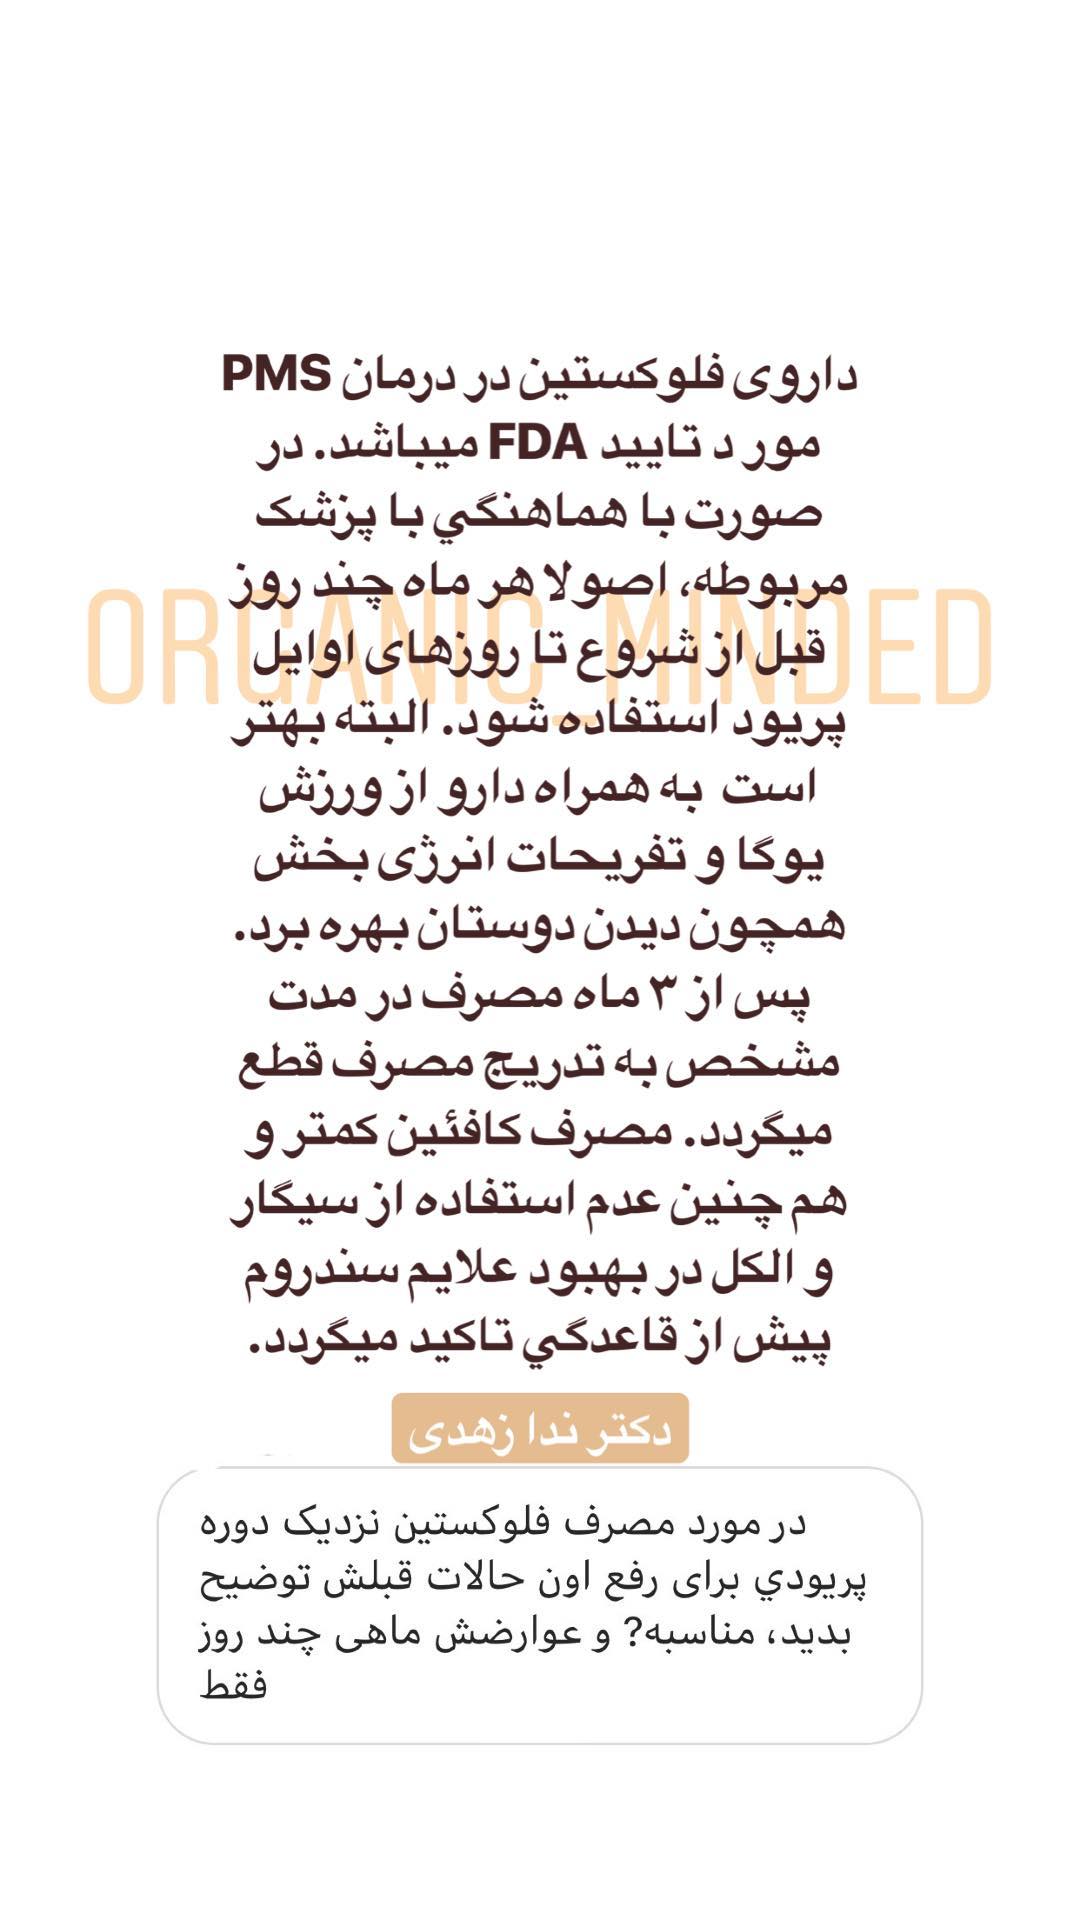 داروی فلوکستین در درمان PMS
مور د تایید FDA میباشد. در
صورت با هماهنگي با پزشک
مربوطه، اصولا هر ماه چند روز
ORGANIC_MINDED
قبل از شروع تا روزهای اوایل
پریود استفاده شود. البته بهتر
است به همراه دارو از ورزش
یوگا و تفریحات انرژی بخش
همچون دیدن دوستان بهره برد.
پس از ۳ ماه مصرف در مدت
مشخص به تدریج مصرف قطع
میگردد. مصرف کافئین کمتر و
هم چنین عدم استفاده از سیگار
و الکل در بهبود علایم سندروم
پیش از قاعدگي تاکید میگردد.
دکتر ندا زهدی
در مورد مصرف فلوکستین نزدیک دوره
پریودي برای رفع اون حالات قبلش توضیح
بدید، مناسبه? و عوارضش ماهی چند روز
فقط